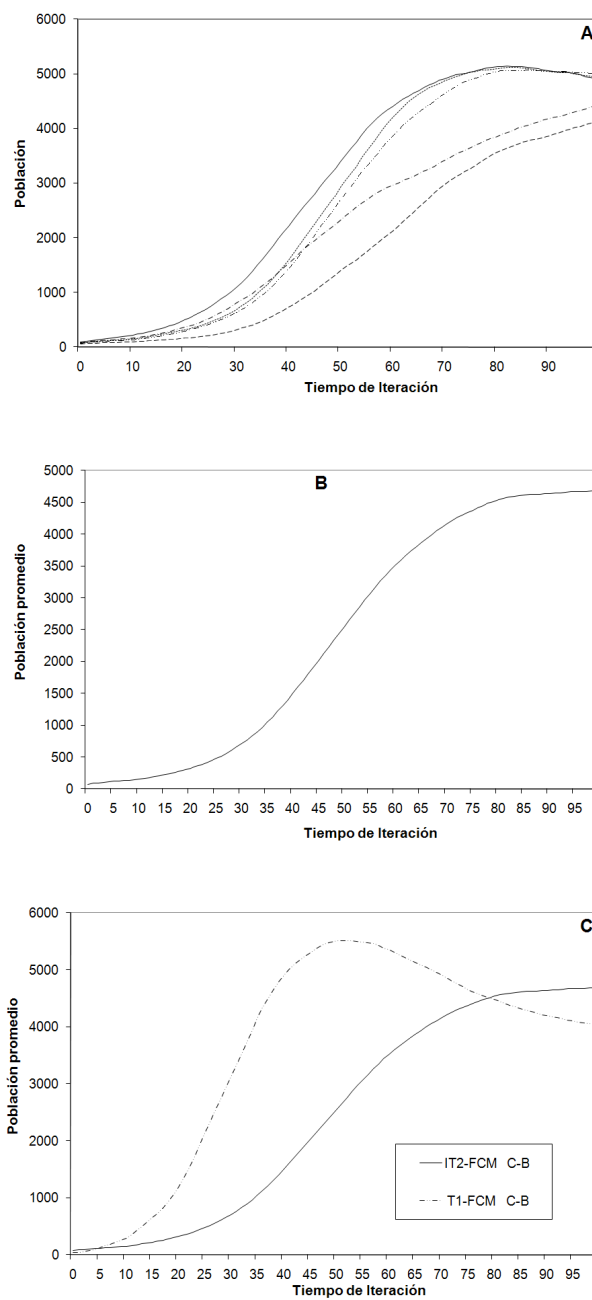 A
Población
6000
5000
4000
3000
2000
1000
0
0 10 20 30 40 50 60 70 80 90
Tiempo de Iteración
B
Población promedio
5000
4500
4000
3500
3000
2500
2000
1500
1000
500
0
0 5 10 15 20 25 30 35 40 45 50 55 60 65 70 75 80 85 90 95
Tiempo de Iteración
C
Población promedio
6000
5000
4000
3000
2000
1000
0
IT2-FCM C-B
T1-FCM C-B
0 5 10 15 20 25 30 35 40 45 50 55 60 65 70 75 80 85 90 95
Tiempo de Iteración